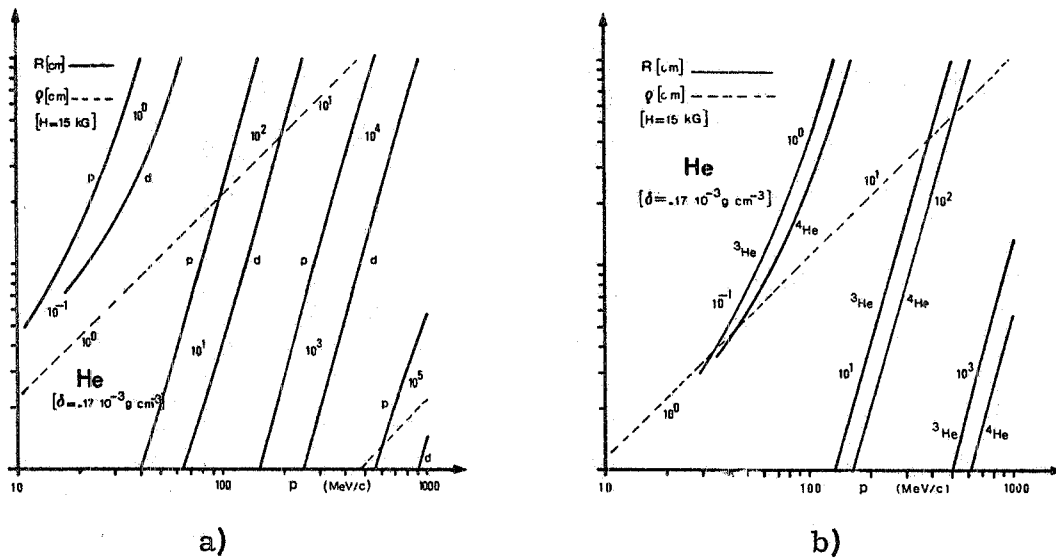 R [cm]
ρ [cm]
[H=15 kG]
10⁰
10²
10¹
10⁴
p
d
p
d
p
d
10⁻¹
10⁰
He
[δ=.17 10⁻³ g cm⁻³]
10¹
10³
10⁵
p
d
10
100
p
(MeV/c)
1000
a)
R [cm]
ρ [cm]
[H=15 kG]
10⁰
He
[δ=.17 10⁻³ g cm⁻³]
10¹
10²
³He
⁴He
10⁻¹
³He
⁴He
10⁰
10¹
10³
³He
⁴He
10
100
p
(MeV/c)
1000
b)